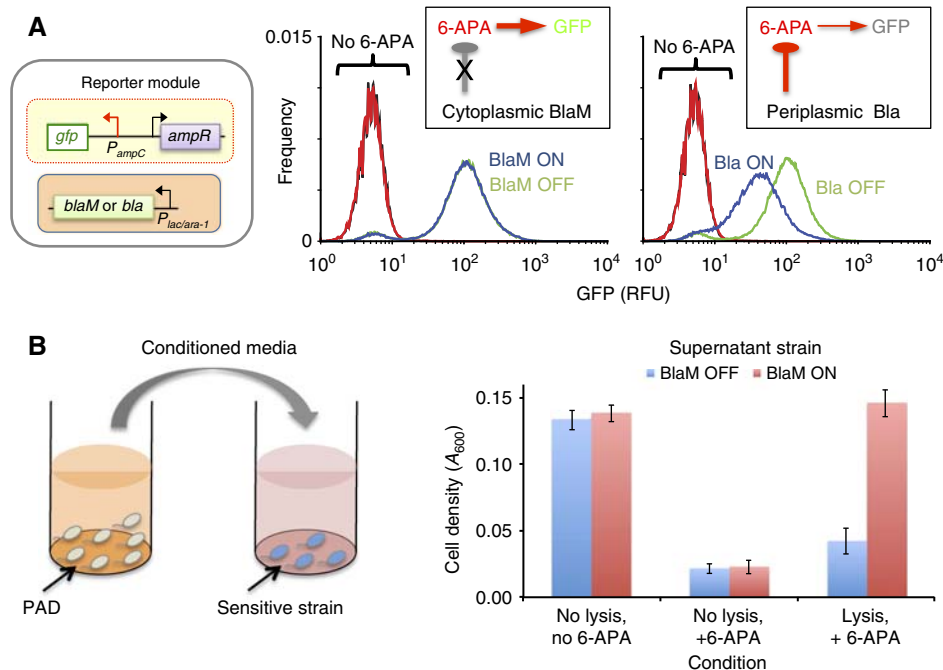 A
Reporter module
gfp
P_ampC
ampR
blaM or bla
P_lac/ara-1
0.015
Frequency
0
No 6-APA
6-APA GFP
X
Cytoplasmic BlaM
BlaM ON
BlaM OFF
10^0 10^1 10^2 10^3 10^4
No 6-APA
6-APA GFP
Periplasmic Bla
Bla ON
Bla OFF
10^0 10^1 10^2 10^3 10^4
GFP (RFU)
B
Conditioned media
PAD
Sensitive strain
Supernatant strain
BlaM OFF BlaM ON
Cell density (A_600)
0.15
0.10
0.05
0.00
No lysis,
no 6-APA
No lysis,
+6-APA
Lysis,
+ 6-APA
Condition